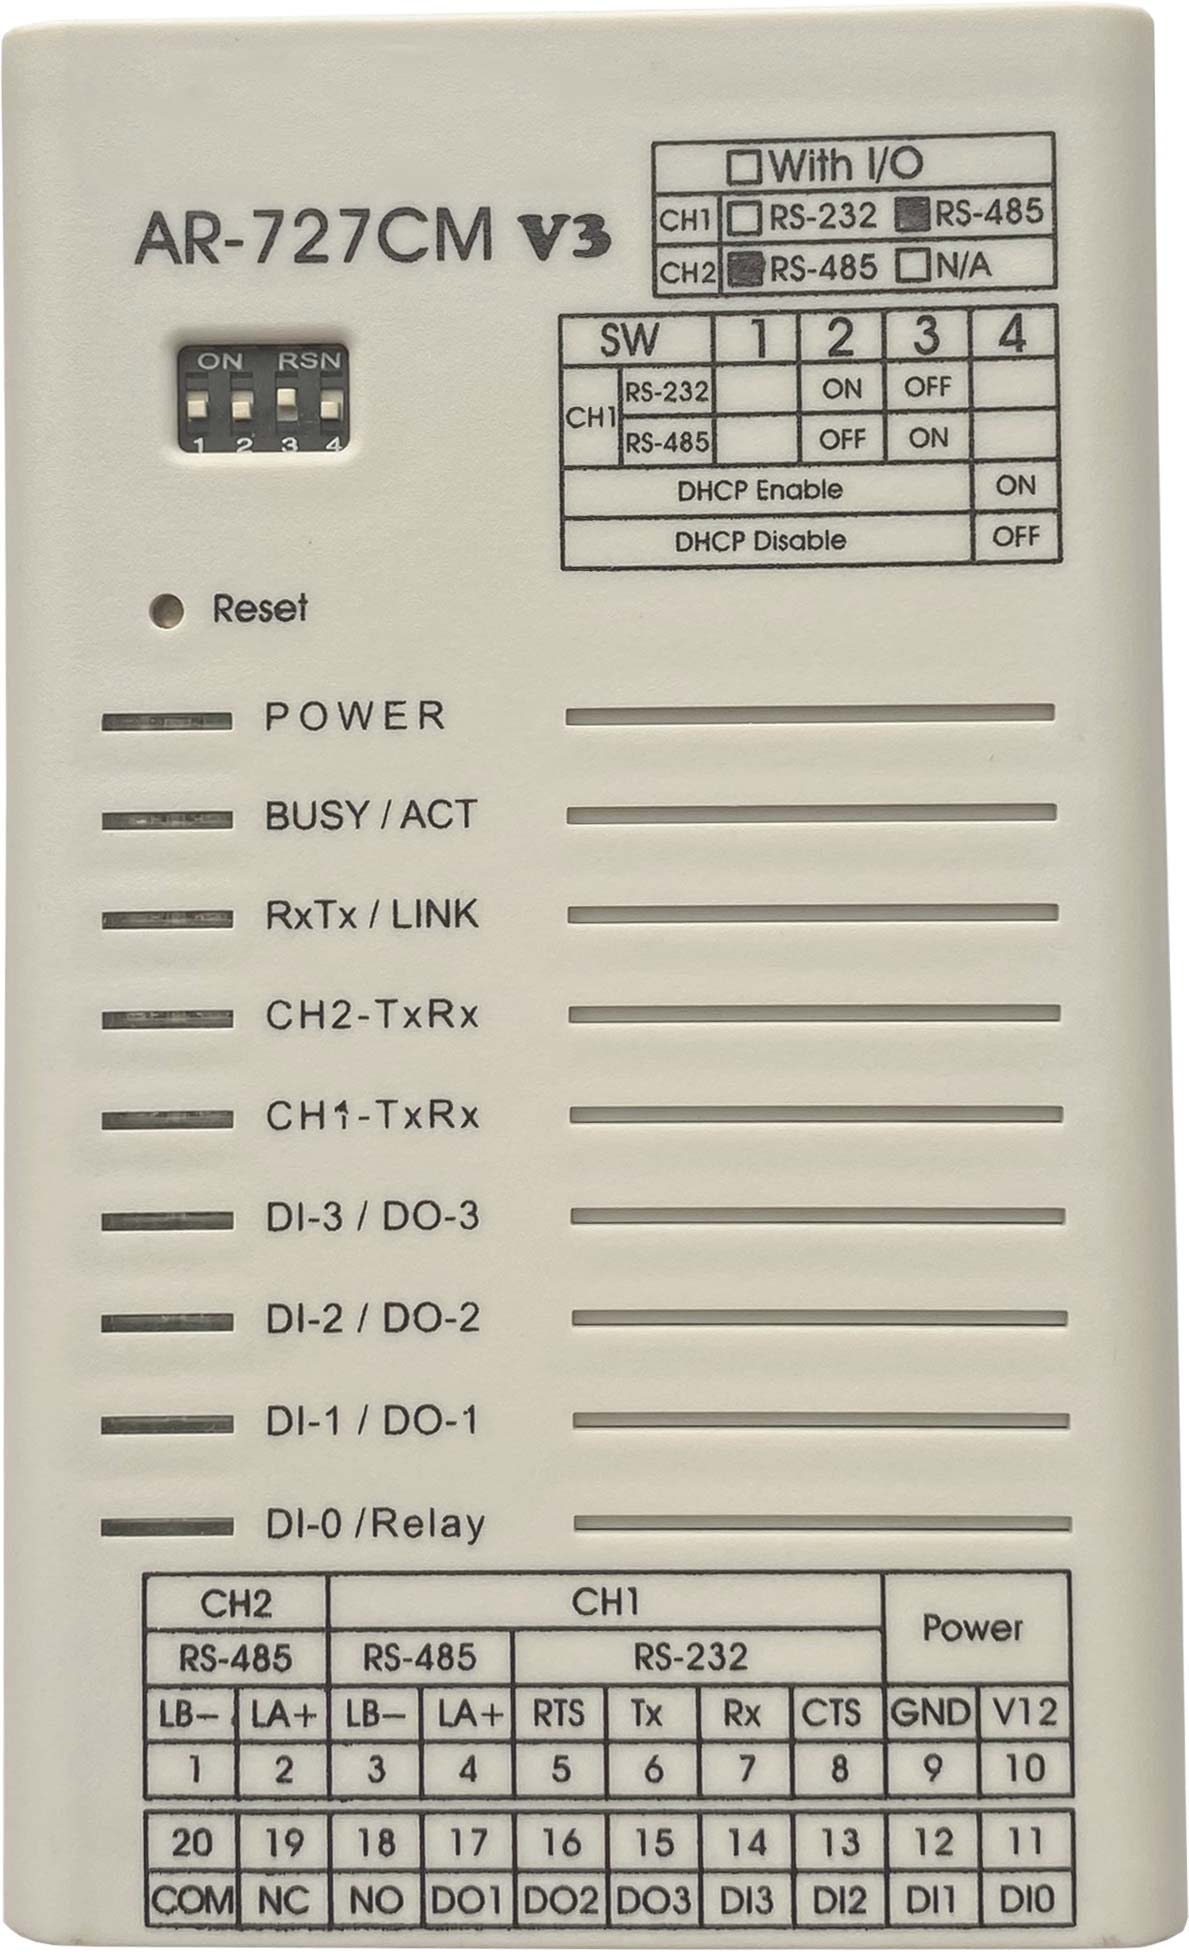 □With I/O
CH1 □RS-232 ■RS-485
CH2 ■RS-485 □N/A
AR-727CM V3
SW 1 2 3 4
CH1 RS-232 ON OFF
RS-485 OFF ON
DHCP Enable ON
DHCP Disable OFF
ON RSN
1 2 3 4
Reset
POWER
BUSY / ACT
RxTx / LINK
CH2-TxRx
CH1-TxRx
DI-3 / DO-3
DI-2 / DO-2
DI-1 / DO-1
DI-0 /Relay
CH2 CH1 Power
RS-485 RS-485 RS-232
LB- LA+ LB- LA+ RTS Tx Rx CTS GND V12
1 2 3 4 5 6 7 8 9 10
20 19 18 17 16 15 14 13 12 11
COM NC NO DO1 DO2 DO3 DI3 DI2 DI1 DI0